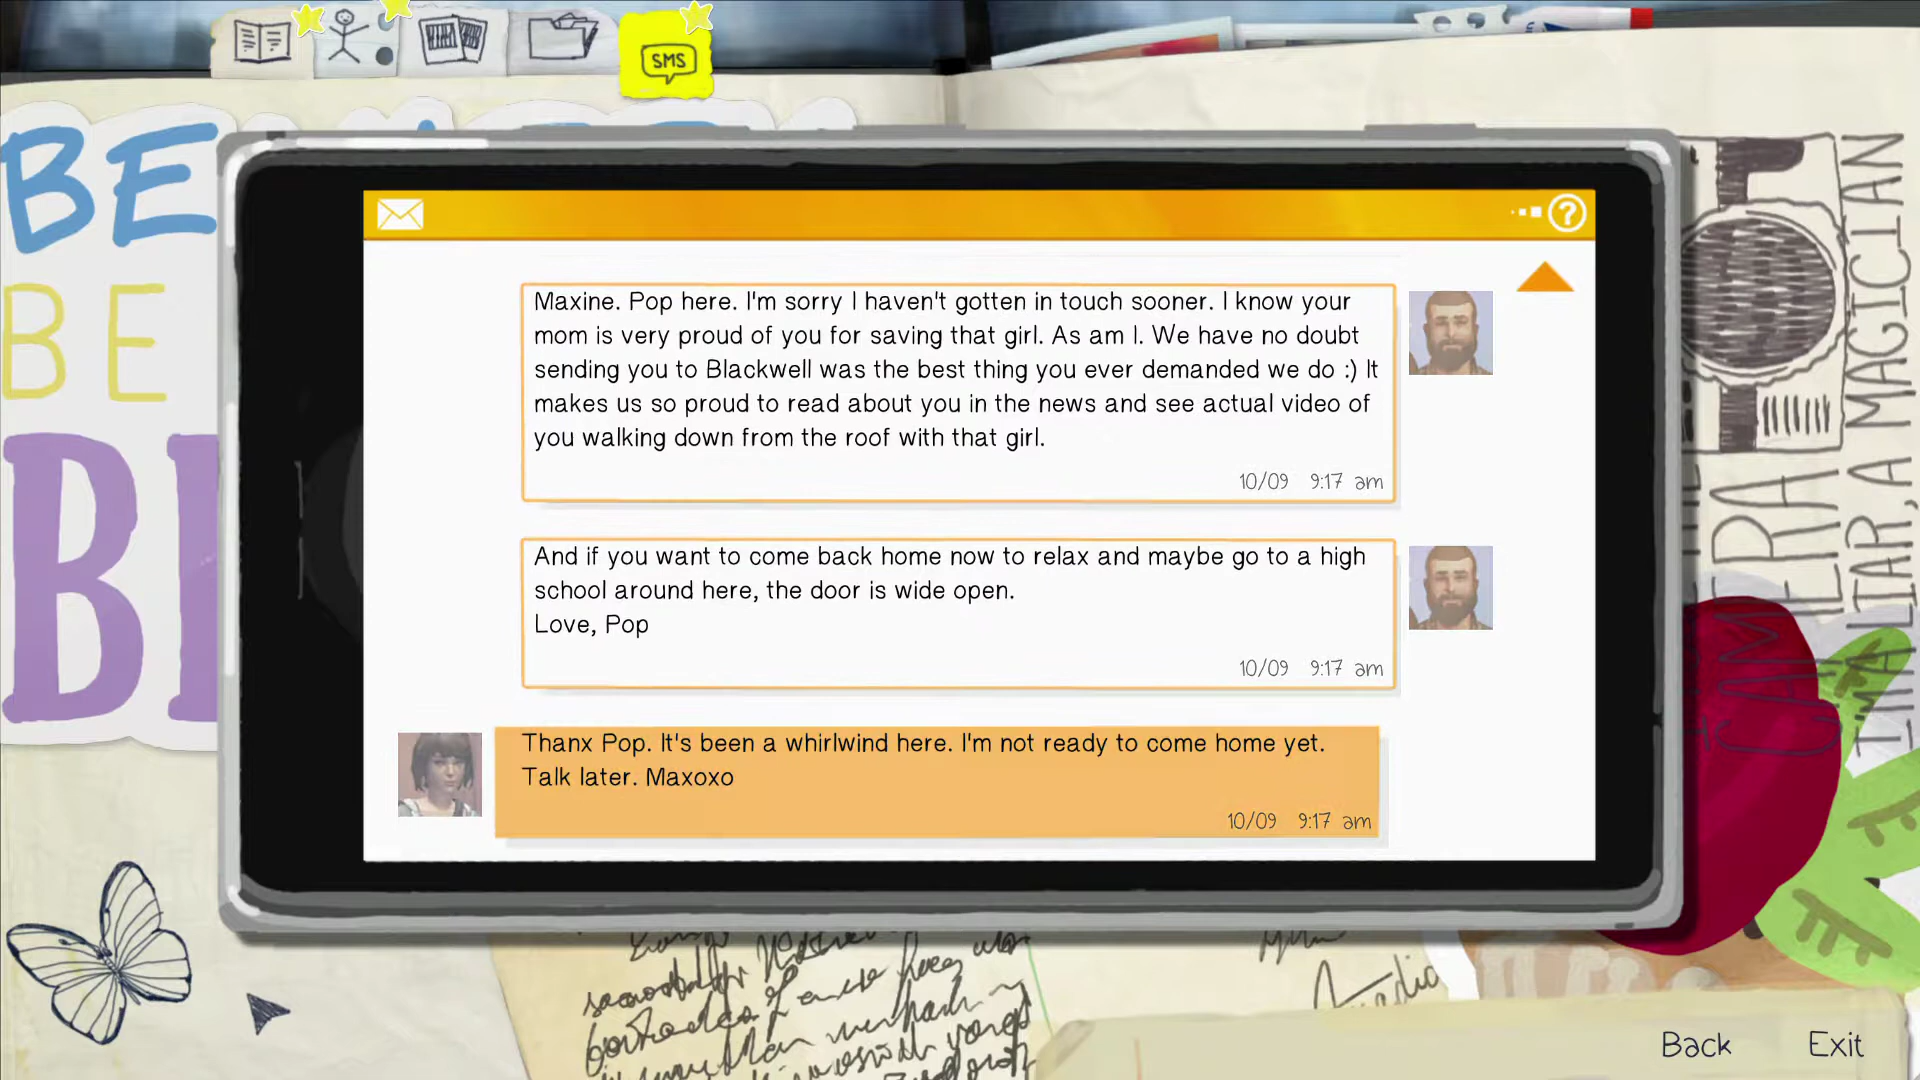 SMS
BE
BE
Maxine. Pop here. I'm sorry I haven't gotten in touch sooner. I know your
mom is very proud of you for saving that girl. As am I. We have no doubt
sending you to Blackwell was the best thing you ever demanded we do :) It
makes us so proud to read about you in the news and see actual video of
you walking down from the roof with that girl.
10/09 9:17 am
And if you want to come back home now to relax and maybe go to a high
school around here, the door is wide open.
Love, Pop
10/09 9:17 am
Thanx Pop. It's been a whirlwind here. I'm not ready to come home yet.
Talk later. Maxoxo
10/09 9:17 am
CAMERA
I'M A LIAR, A MAGICIAN
Back
Exit